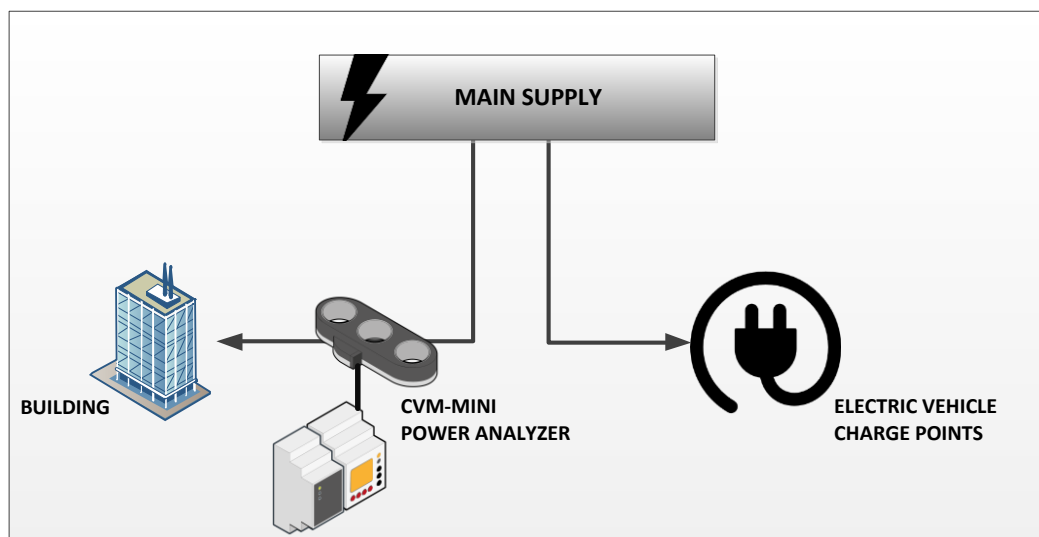 MAIN SUPPLY
BUILDING
CVM-MINI
POWER ANALYZER
ELECTRIC VEHICLE
CHARGE POINTS